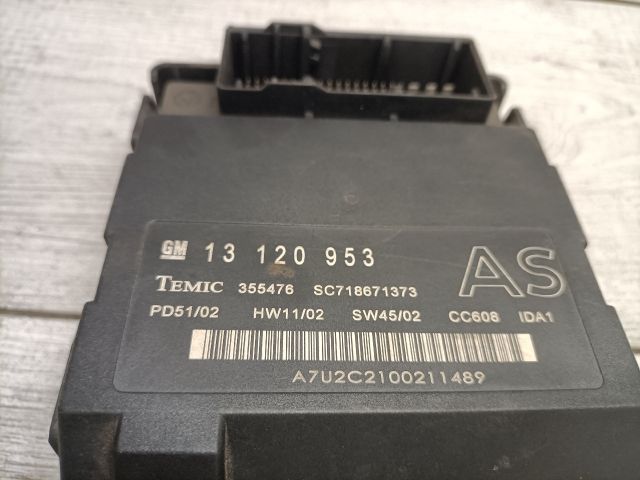 GM 13 120 953 AS
TEMIC 355476 SC718671373
PD51/02 HW11/02 SW45/02 CC608 IDA1
A7U2C2100211489